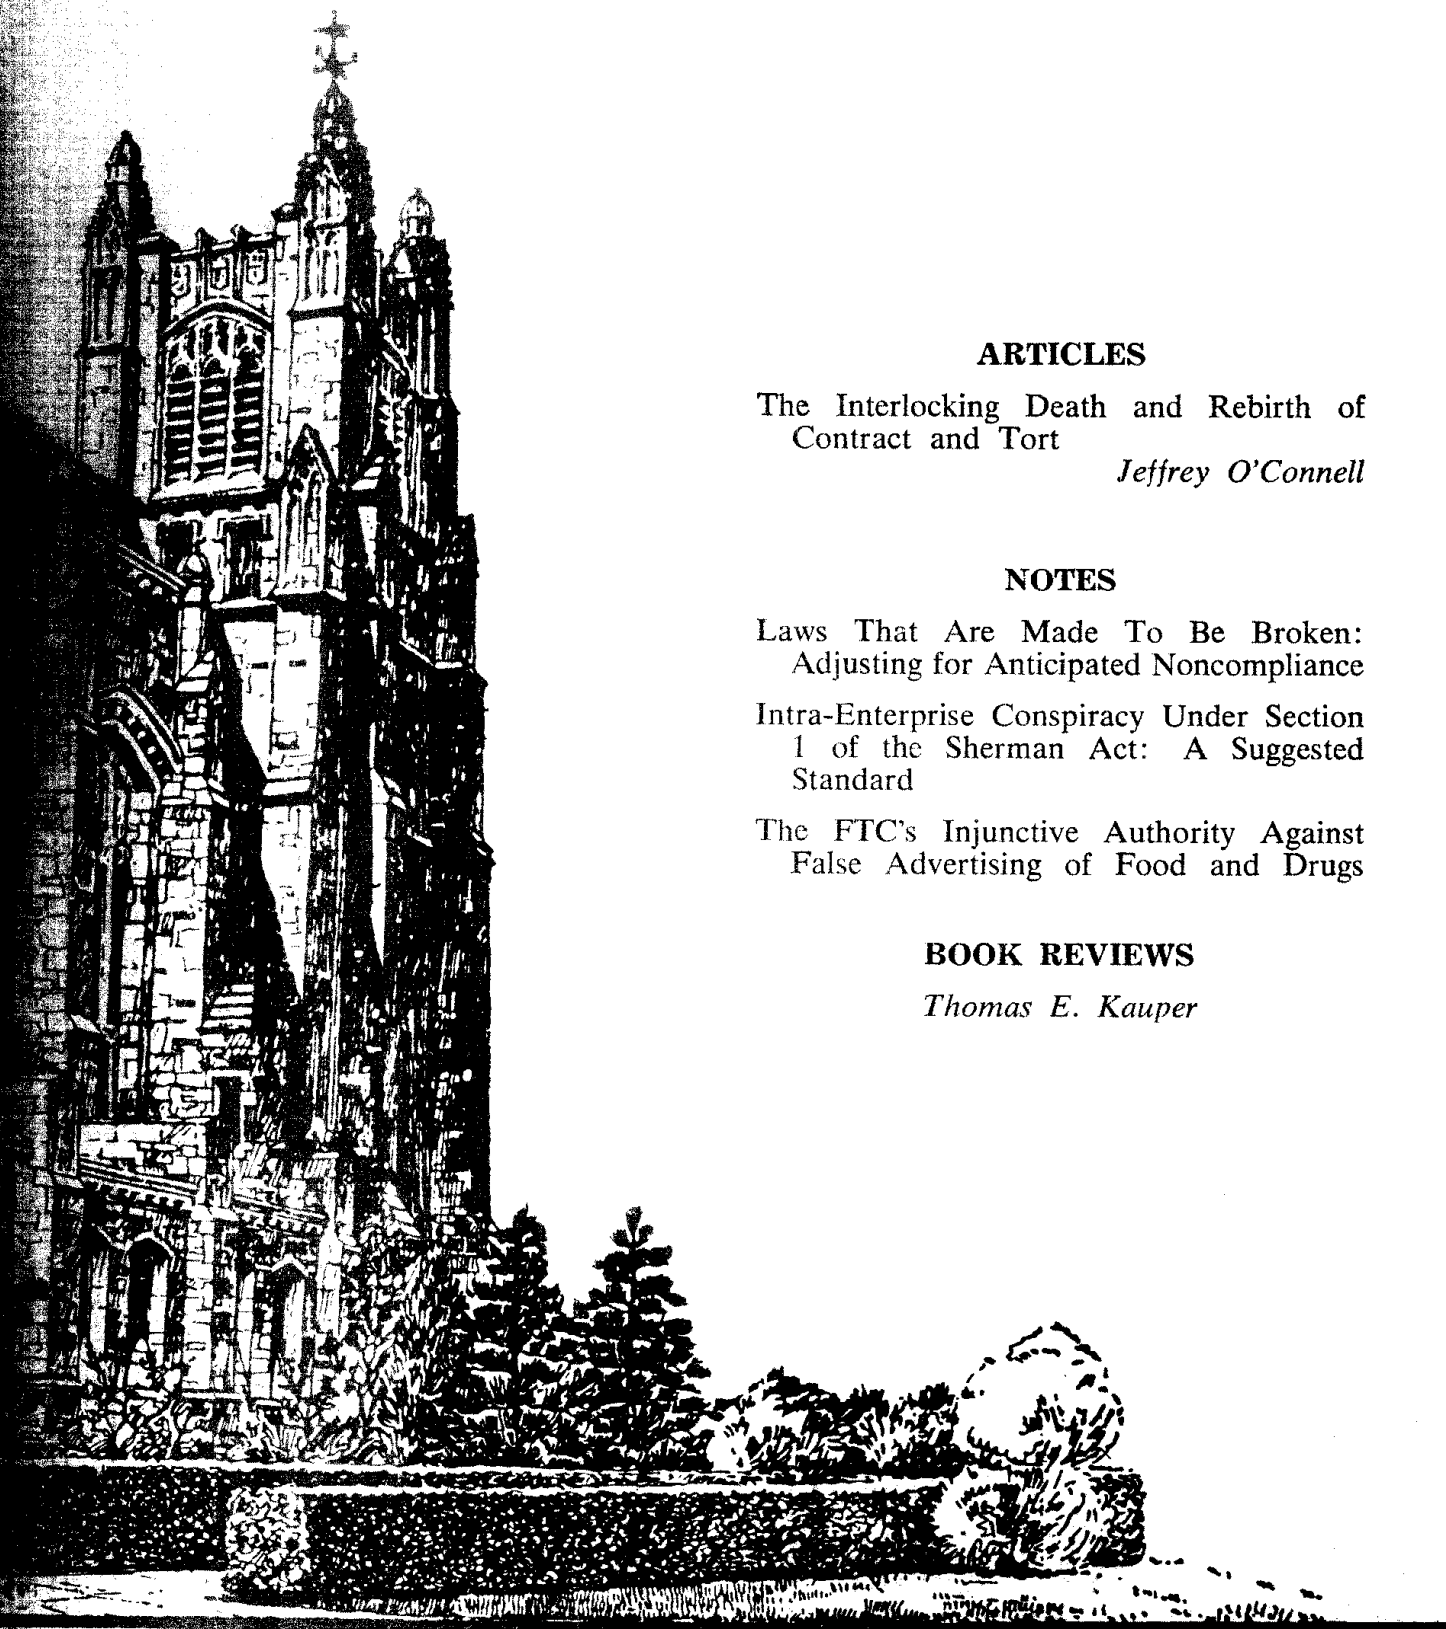 ARTICLES
The Interlocking Death and Rebirth of
Contract and Tort
Jeffrey O'Connell
NOTES
Laws That Are Made To Be Broken:
Adjusting for Anticipated Noncompliance
Intra-Enterprise Conspiracy Under Section
1 of the Sherman Act: A Suggested
Standard
The FTC's Injunctive Authority Against
False Advertising of Food and Drugs
BOOK REVIEWS
Thomas E. Kauper